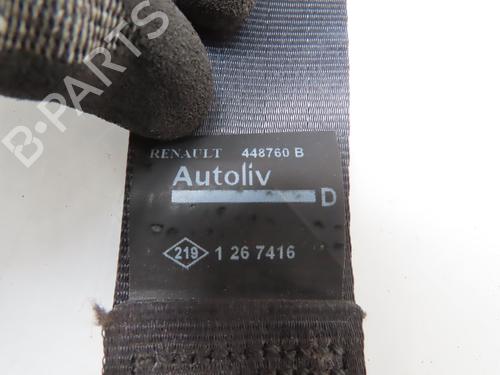 B-PARTS
RENAULT 448760 B
Autoliv
D
219 1 26 7416